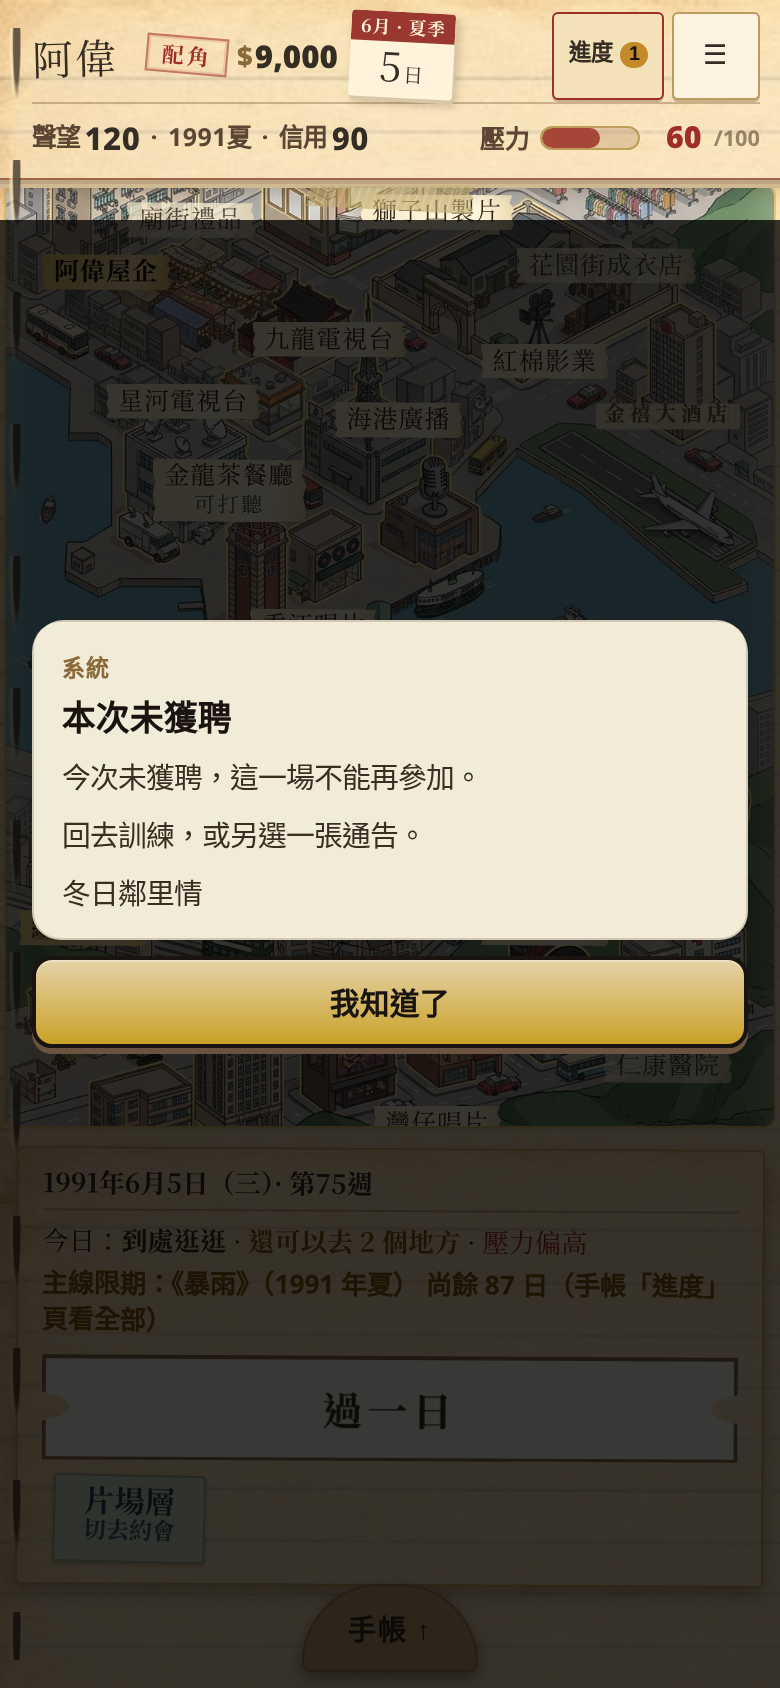 阿偉 配角 $9,000 6月·夏季 5日 進度 1 ☰
聲望 120 · 1991夏 · 信用 90 壓力 60 /100
廟街禮品
獅子山製片
阿偉屋企
花園街成衣店
九龍電視台
紅棉影業
星河電視台
海港廣播
金禧大酒店
金龍茶餐廳
可打聽
系統
本次未獲聘
今次未獲聘，這一場不能再參加。
回去訓練，或另選一張通告。
冬日鄰里情
我知道了
仁康醫院
灣仔唱片
1991年6月5日（三）· 第75週
今日：到處逛逛 · 還可以去 2 個地方 · 壓力偏高
主線限期：《暴雨》（1991 年夏） 尚餘 87 日（手帳「進度」
頁看全部）
過一日
片場層
切去約會
手帳 ↑